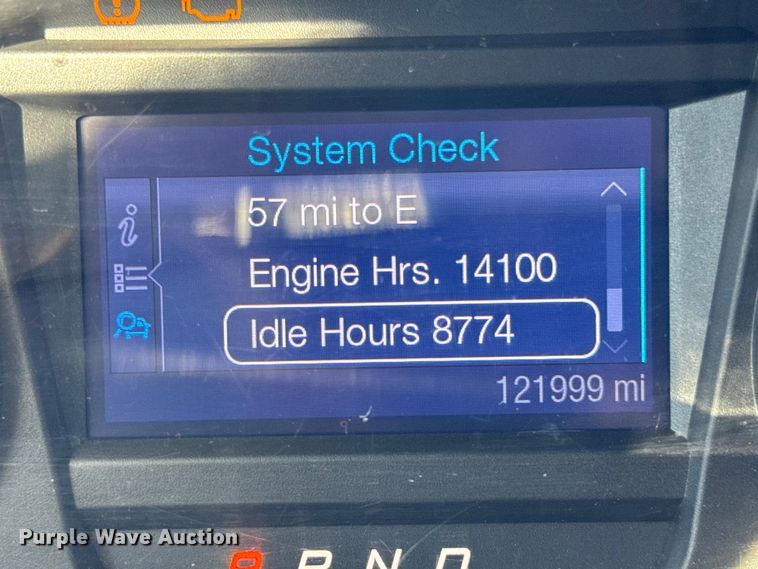 System Check
57 mi to E
Engine Hrs. 14100
Idle Hours 8774
121999 mi
Purple Wave Auction
R N D